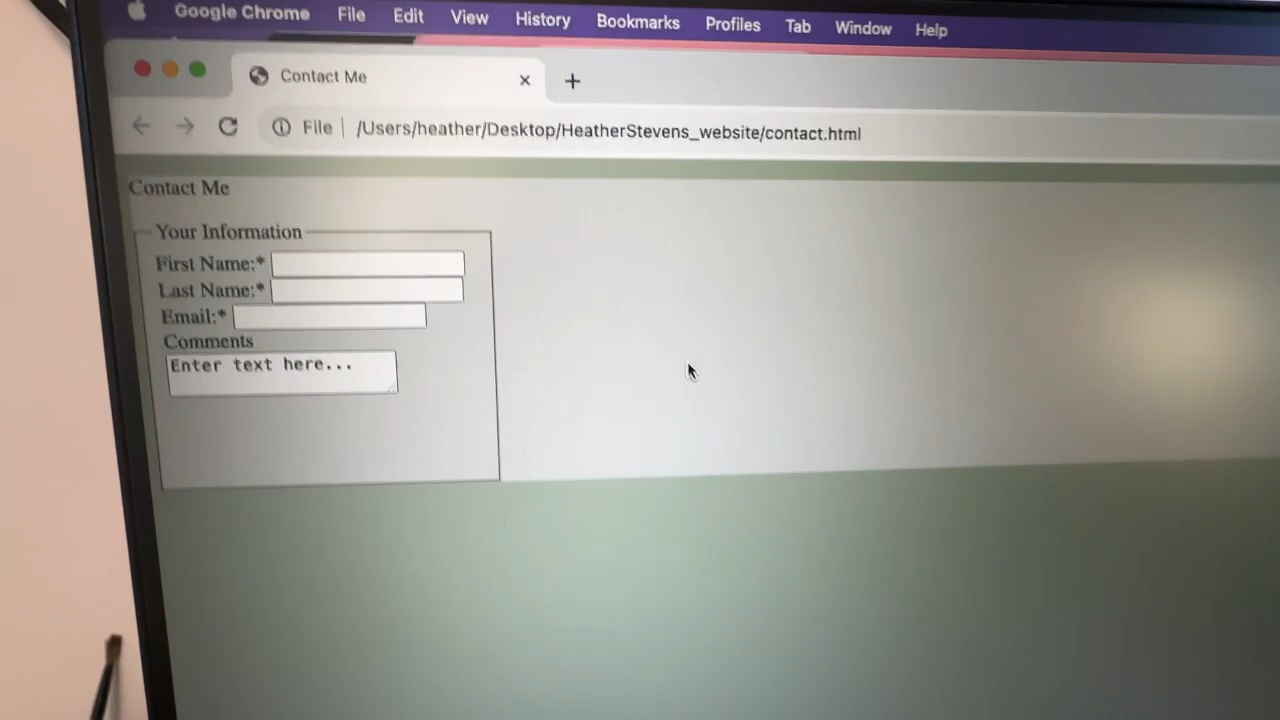 Google Chrome File Edit View History Bookmarks Profiles Tab Window Help
Contact Me
File /Users/heather/Desktop/HeatherStevens_website/contact.html
Contact Me
Your Information
First Name:*
Last Name:*
Email:*
Comments
Enter text here...